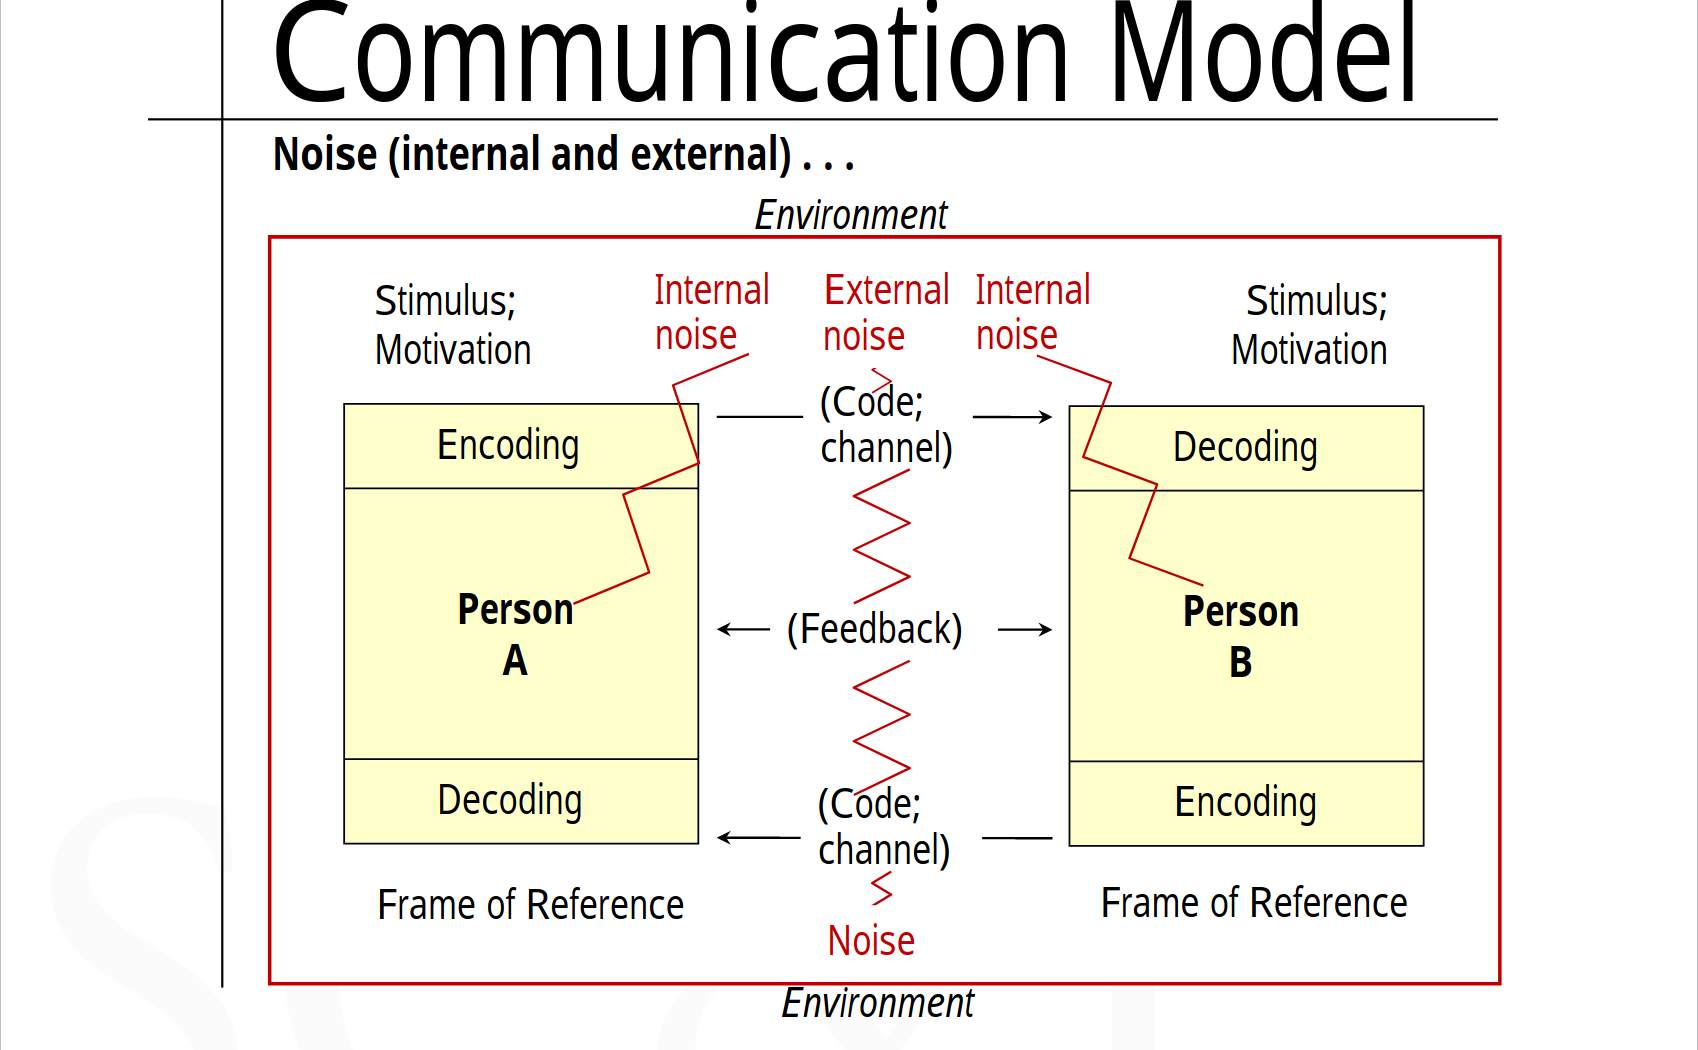 Communication Model
Noise (internal and external) . . .
Environment
Stimulus;
Motivation
Internal
noise
External
noise
Internal
noise
Stimulus;
Motivation
Encoding
(Code;
channel)
Decoding
Person
A
(Feedback)
Person
B
Decoding
(Code;
channel)
Encoding
Frame of Reference
Frame of Reference
Noise
Environment